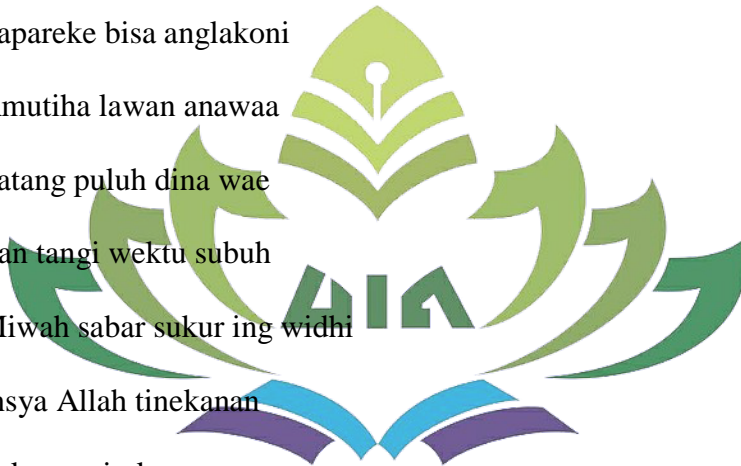 apareke bisa anglakoni
mutiha lawan anawaa
atang puluh dina wae
an tangi wektu subuh
Miwah sabar sukur ing widhi
nsya Allah tinekanan
UIN